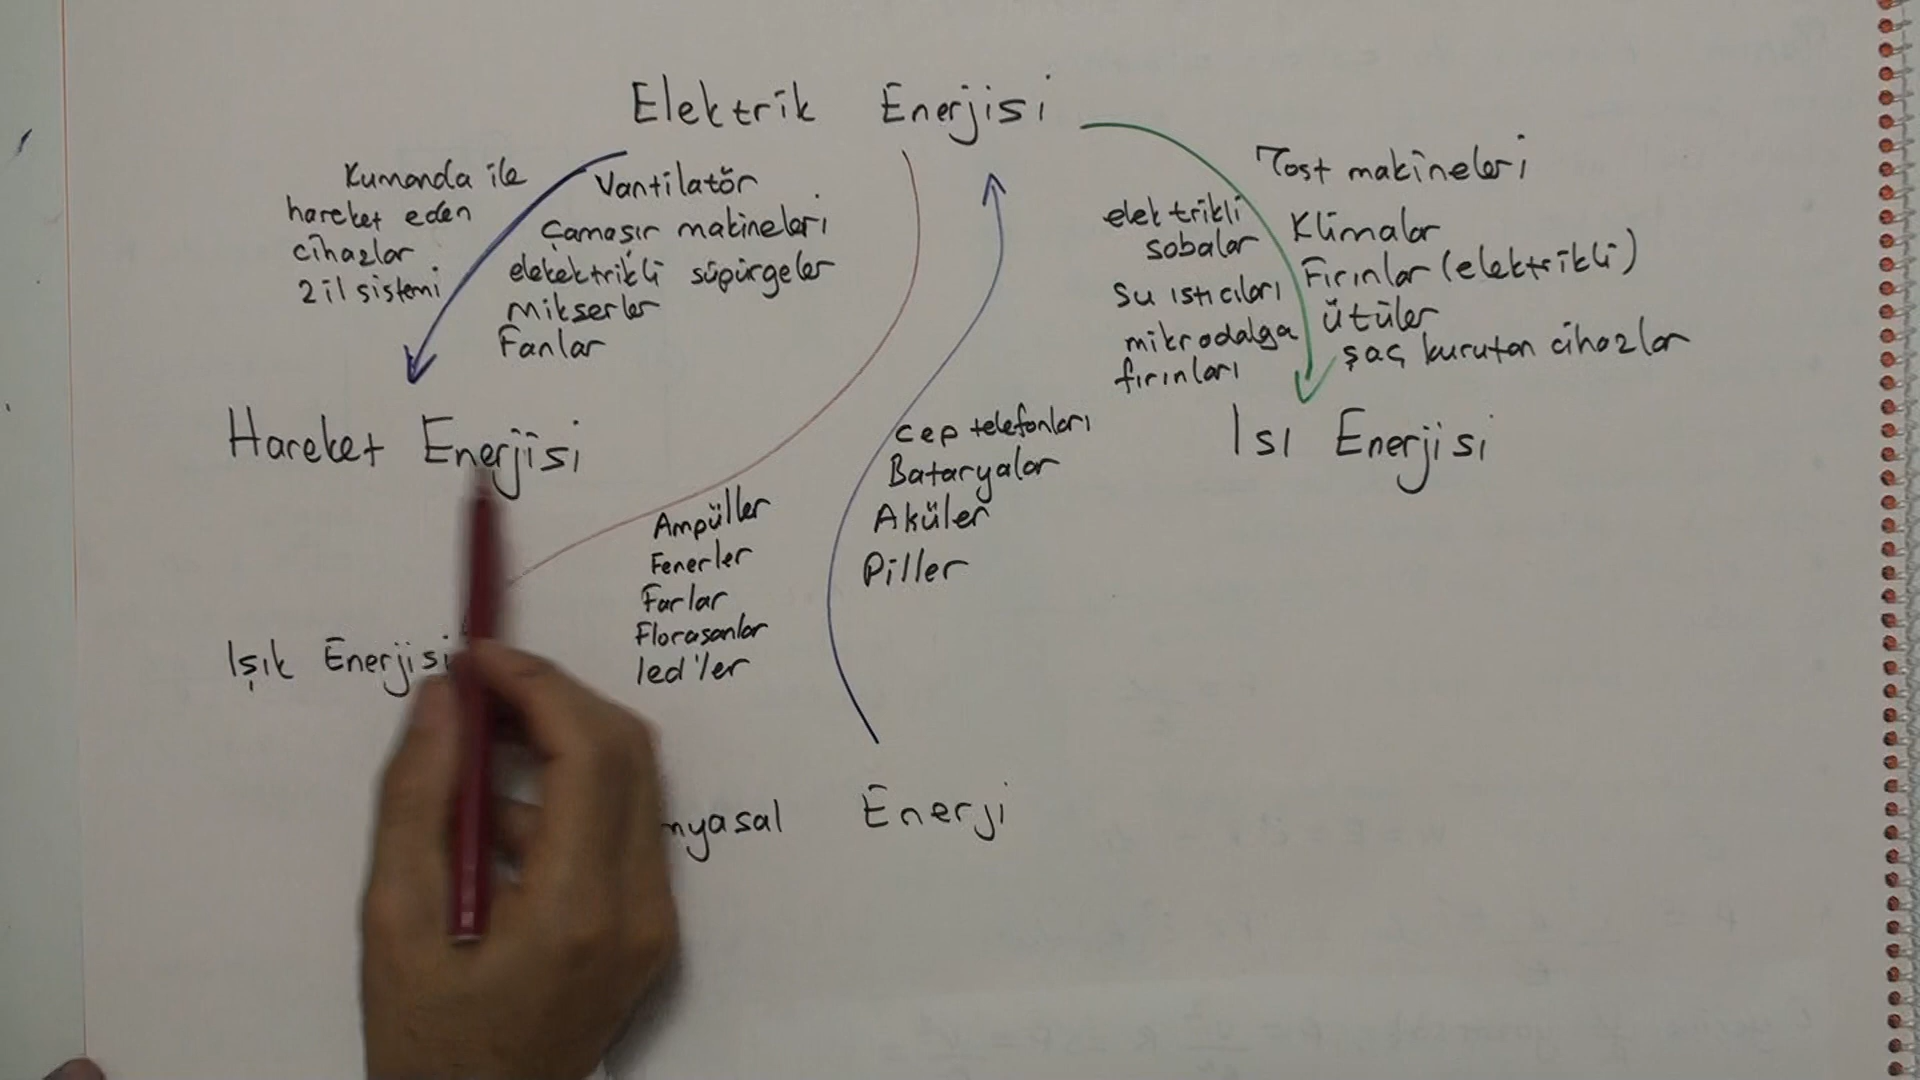 Elektrik Enerjisi
Kumanda ile
hareket eden
cihazlar
zil sistemi
Vantilatör
Çamaşır makineleri
elekektrikli süpürgeler
Mikserler
Fanlar
elektrikli
sobalar
su ısıtıcıları
mikrodalga
fırınları
Tost makineleri
Klimalar
Fırınlar (elektrikli)
Ütüler
şaç kurutan cihazlar
Hareket Enerjisi
Isı Enerjisi
Cep telefonları
Bataryalar
Aküler
Piller
Ampüller
Fenerler
Farlar
Florasanlar
led'ler
Işık Enerjisi
Enerji